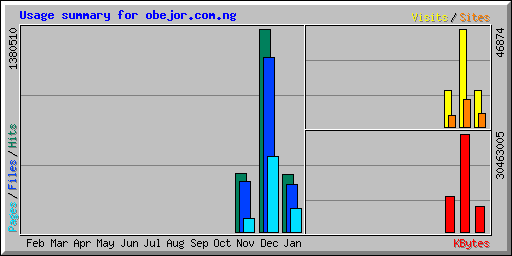 Usage summary for obejor.com.ng
Visits / Sites
1380510
46874
Pages / Files / Hits
30463005
Feb Mar Apr May Jun Jul Aug Sep Oct Nov Dec Jan
KBytes